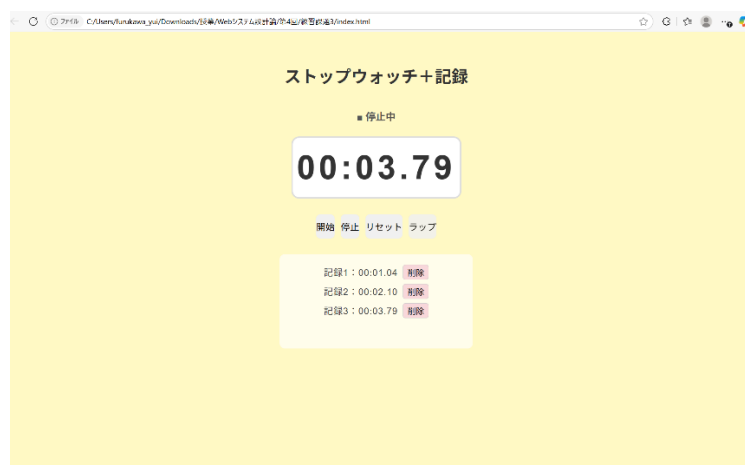 ファイル C:/Users/furukawa_yui/Downloads/授業/Webシステム設計論/第4回/練習課題3/index.html
ストップウォッチ＋記録
■ 停止中
00:03.79
開始 停止 リセット ラップ
記録1：00:01.04 削除
記録2：00:02.10 削除
記録3：00:03.79 削除